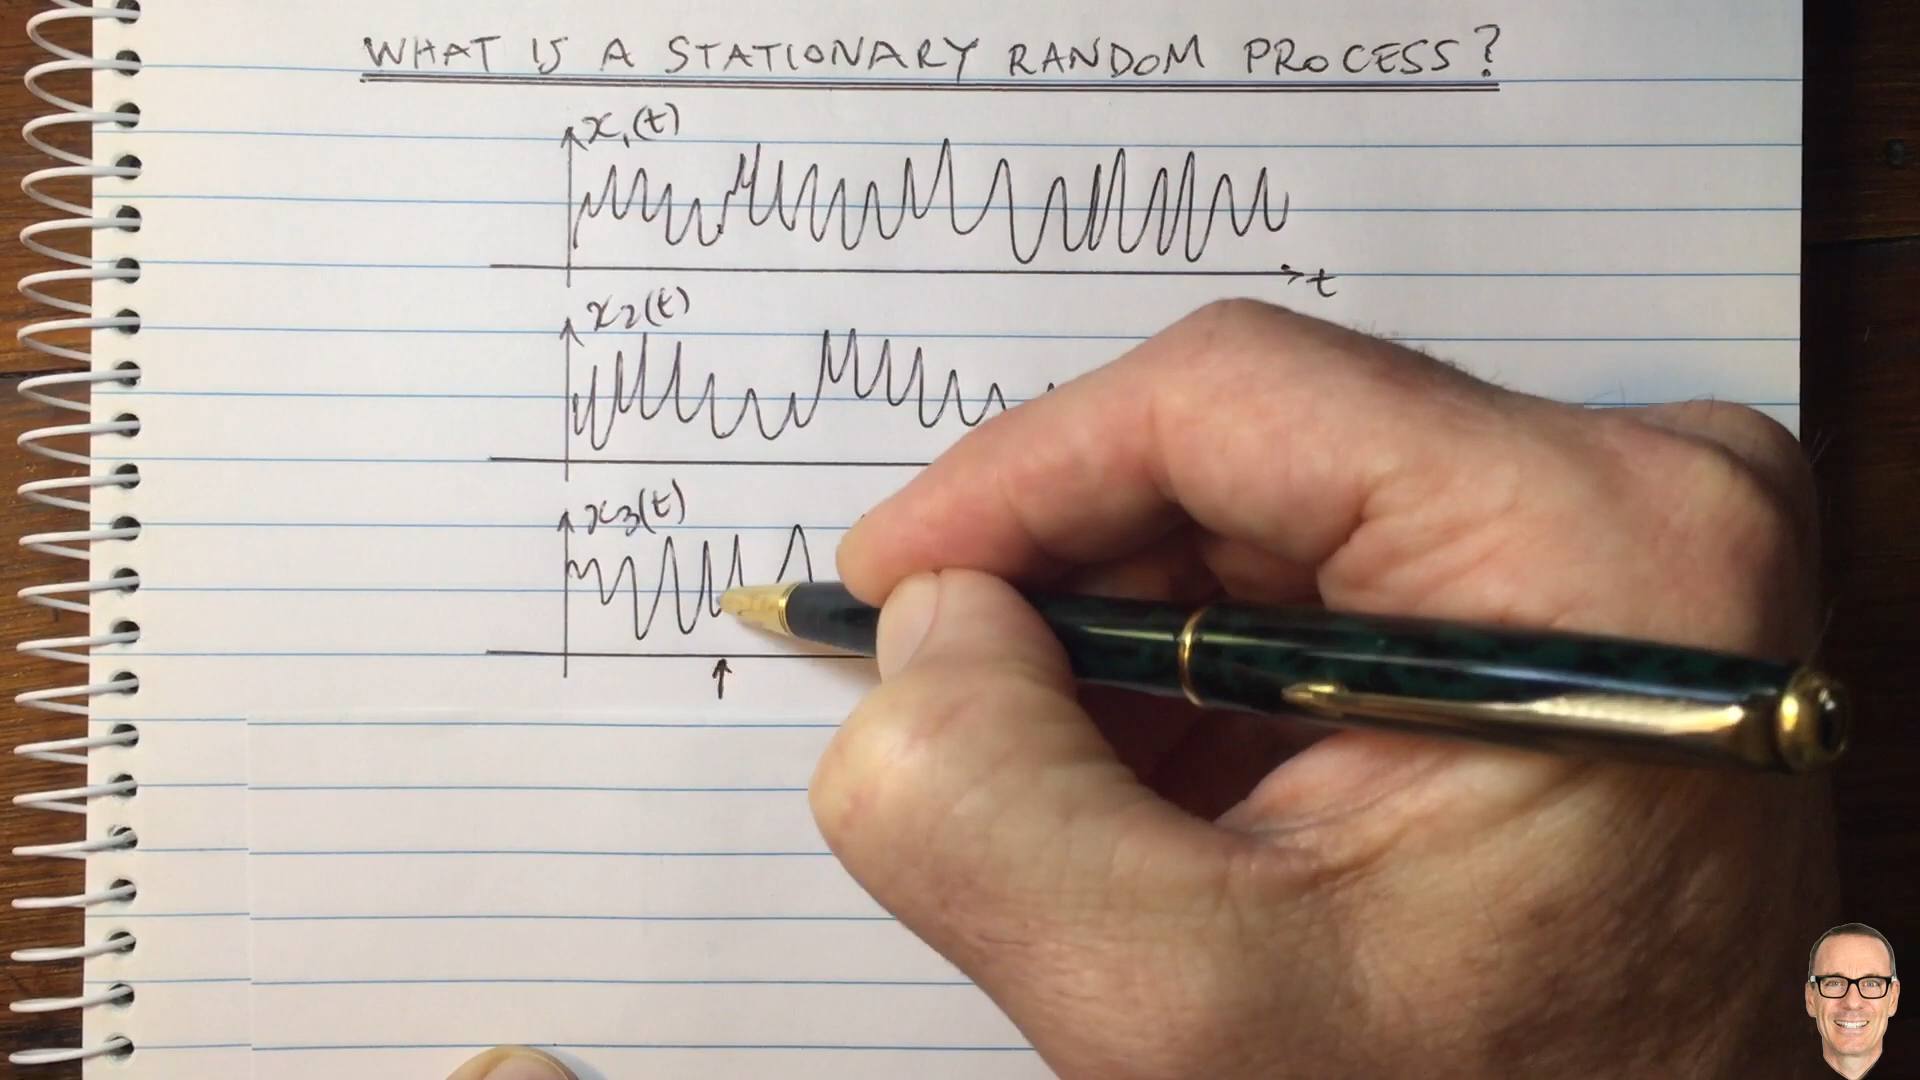 WHAT IS A STATIONARY RANDOM PROCESS?
x₁(t)
t
x₂(t)
x₃(t)